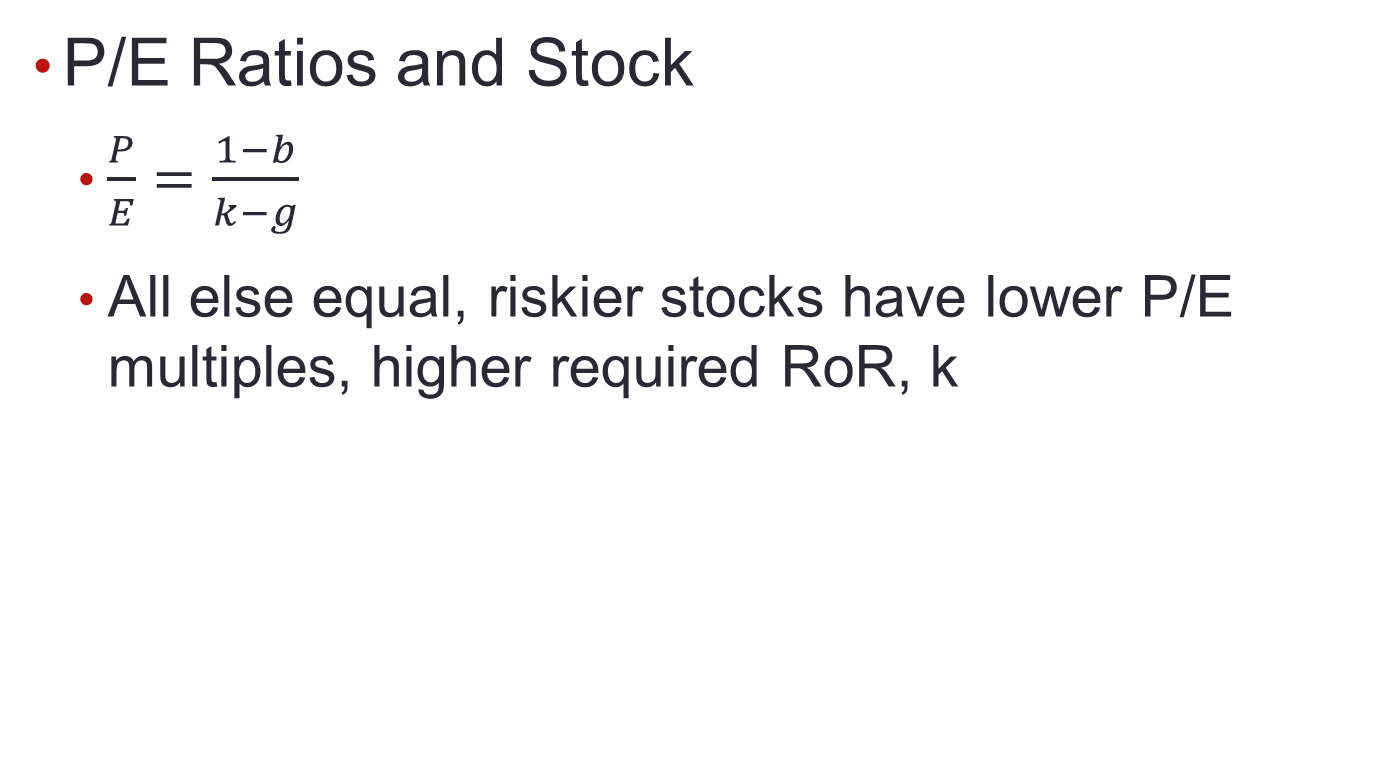 • P/E Ratios and Stock
• P/E = 1−b/k−g
• All else equal, riskier stocks have lower P/E
multiples, higher required RoR, k